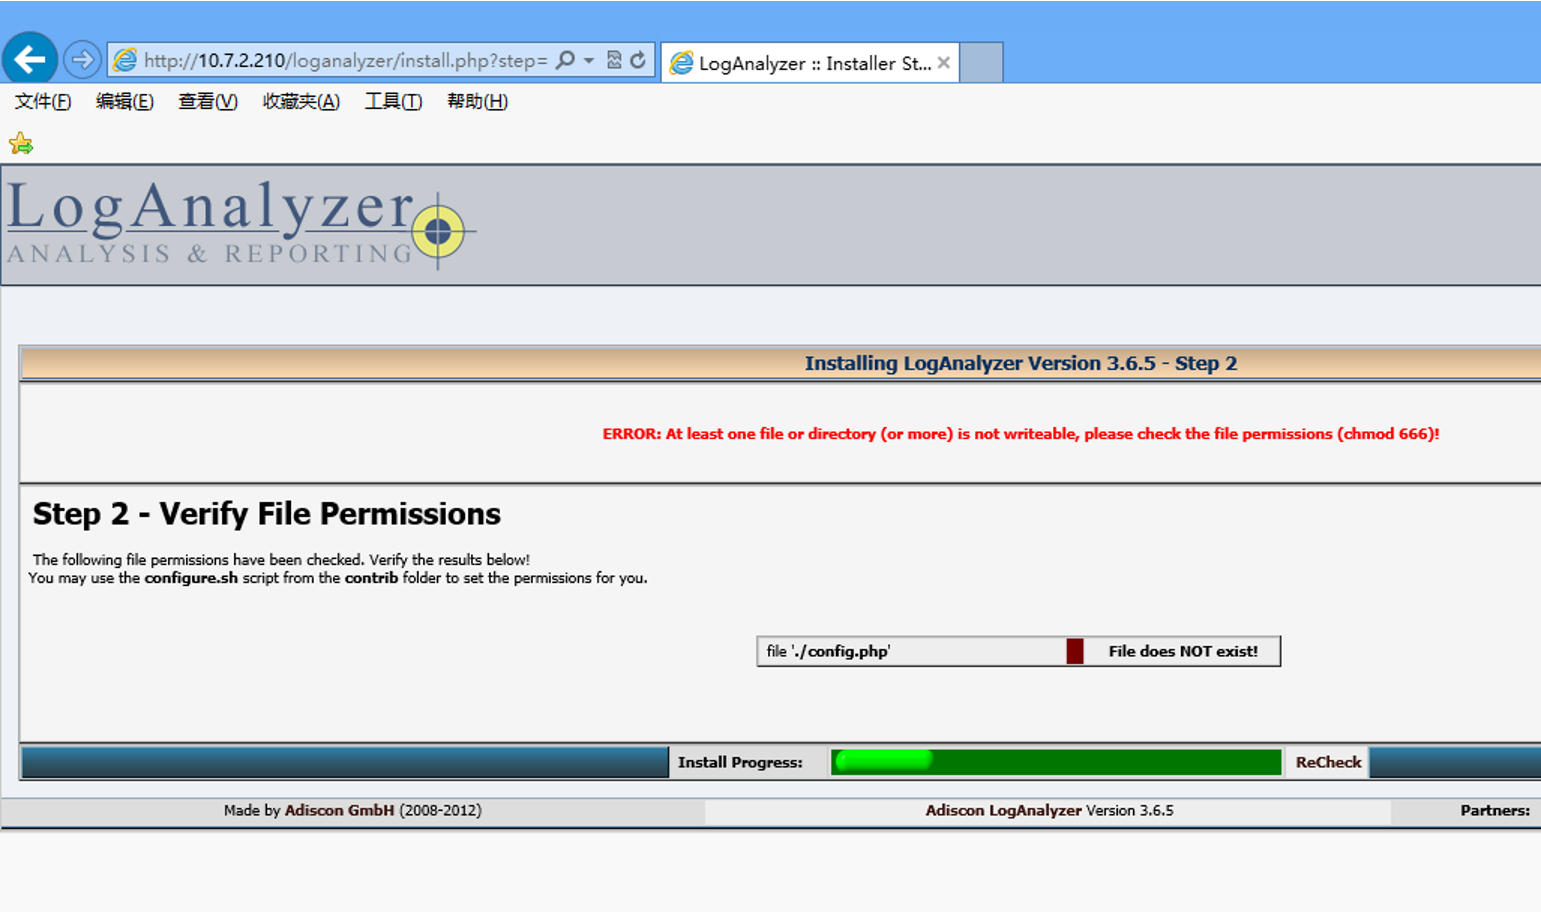 http://10.7.2.210/loganalyzer/install.php?step=
LogAnalyzer :: Installer St...
文件(F) 编辑(E) 查看(V) 收藏夹(A) 工具(T) 帮助(H)
LogAnalyzer
ANALYSIS & REPORTING
Installing LogAnalyzer Version 3.6.5 - Step 2
ERROR: At least one file or directory (or more) is not writeable, please check the file permissions (chmod 666)!
Step 2 - Verify File Permissions
The following file permissions have been checked. Verify the results below!
You may use the configure.sh script from the contrib folder to set the permissions for you.
file './config.php' File does NOT exist!
Install Progress: ReCheck
Made by Adiscon GmbH (2008-2012) Adiscon LogAnalyzer Version 3.6.5 Partners: